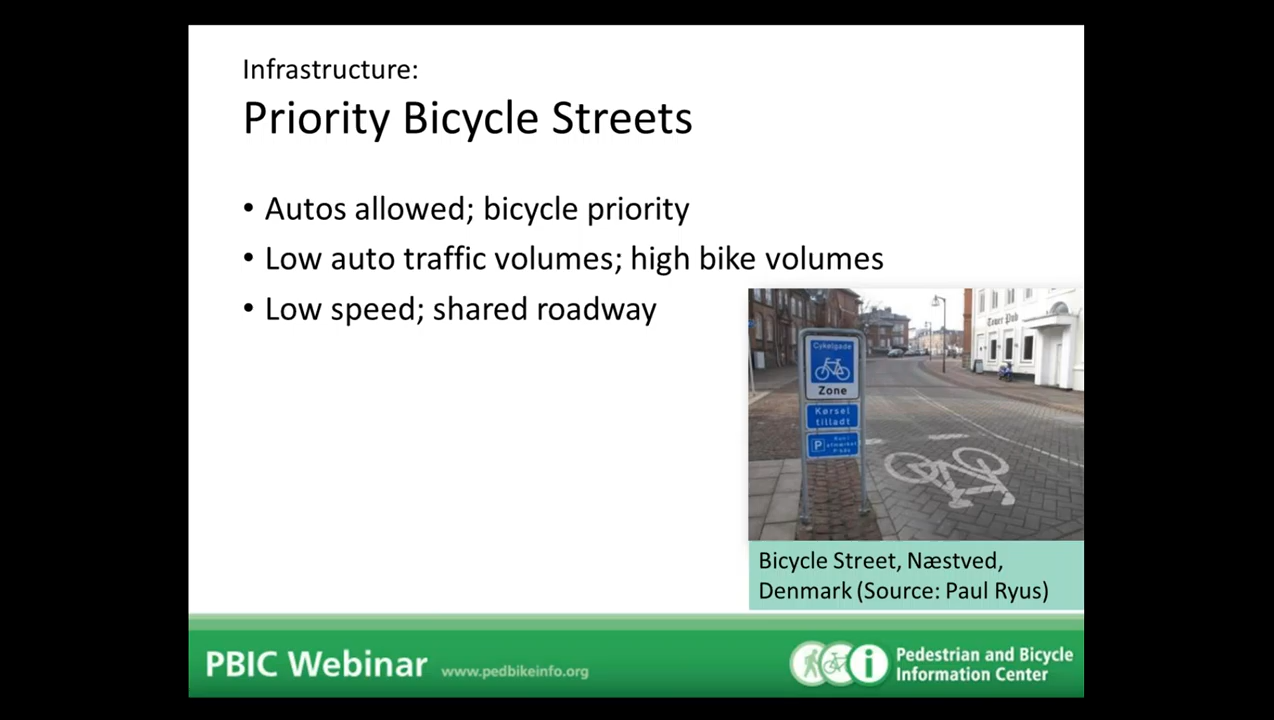 Infrastructure:
Priority Bicycle Streets
• Autos allowed; bicycle priority
• Low auto traffic volumes; high bike volumes
• Low speed; shared roadway
Tower Pub
Cykelgade
Zone
Kørsel
tilladt
P
Bicycle Street, Næstved,
Denmark (Source: Paul Ryus)
PBIC Webinar www.pedbikeinfo.org
Pedestrian and Bicycle
Information Center